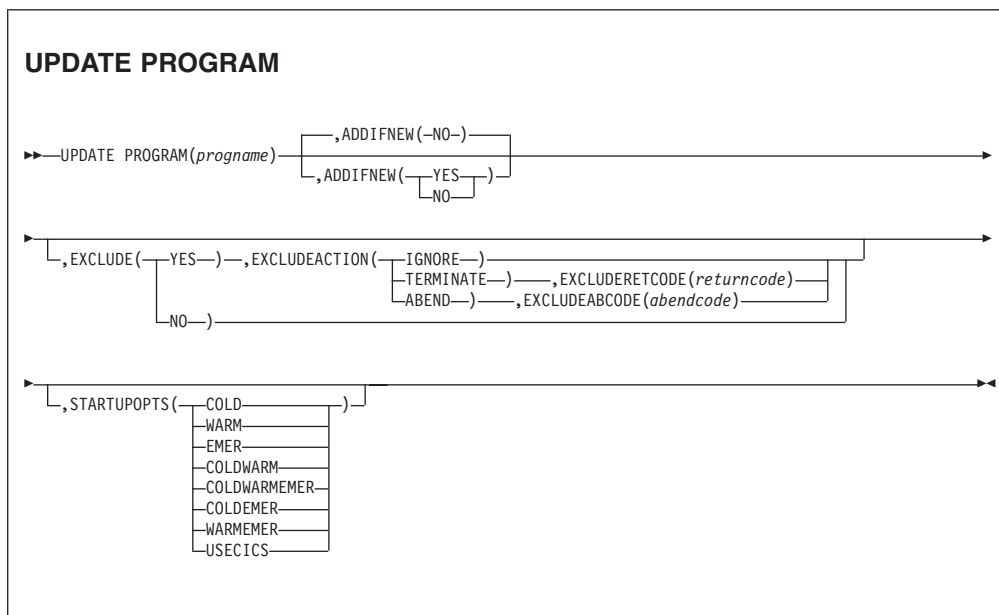 UPDATE PROGRAM
,ADDIFNEW(NO)
UPDATE PROGRAM(progname)
,ADDIFNEW( YES )
NO
,EXCLUDE( YES ) ,EXCLUDEACTION( IGNORE )
TERMINATE ) ,EXCLUDERETCODE(returncode)
ABEND ) ,EXCLUDEABCODE(abendcode)
NO )
,STARTUPOPTS( COLD )
WARM
EMER
COLDWARM
COLDWARMEMER
COLDEMER
WARMEMER
USECICS